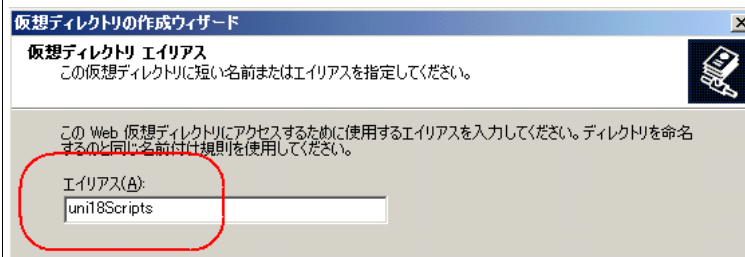 仮想ディレクトリの作成ウィザード
仮想ディレクトリ エイリアス
この仮想ディレクトリに短い名前またはエイリアスを指定してください。
この Web 仮想ディレクトリにアクセスするために使用するエイリアスを入力してください。ディレクトリを命名
するのと同じ名前付け規則を使用してください。
エイリアス(A):
uni18Scripts